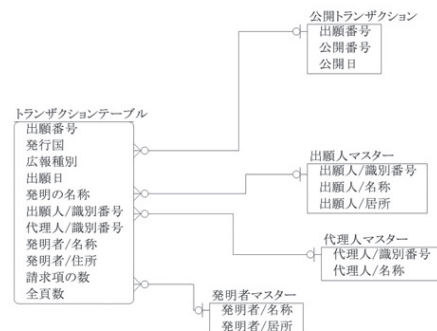 公開トランザクション
出願番号
公開番号
公開日
トランザクションテーブル
出願番号
発行国
広報種別
出願日
発明の名称
出願人/識別番号
代理人/識別番号
発明者/名称
発明者/住所
請求項の数
全頁数
出願人マスター
出願人/識別番号
出願人/名称
出願人/居所
代理人マスター
代理人/識別番号
代理人/名称
発明者マスター
発明者/名称
発明者/居所